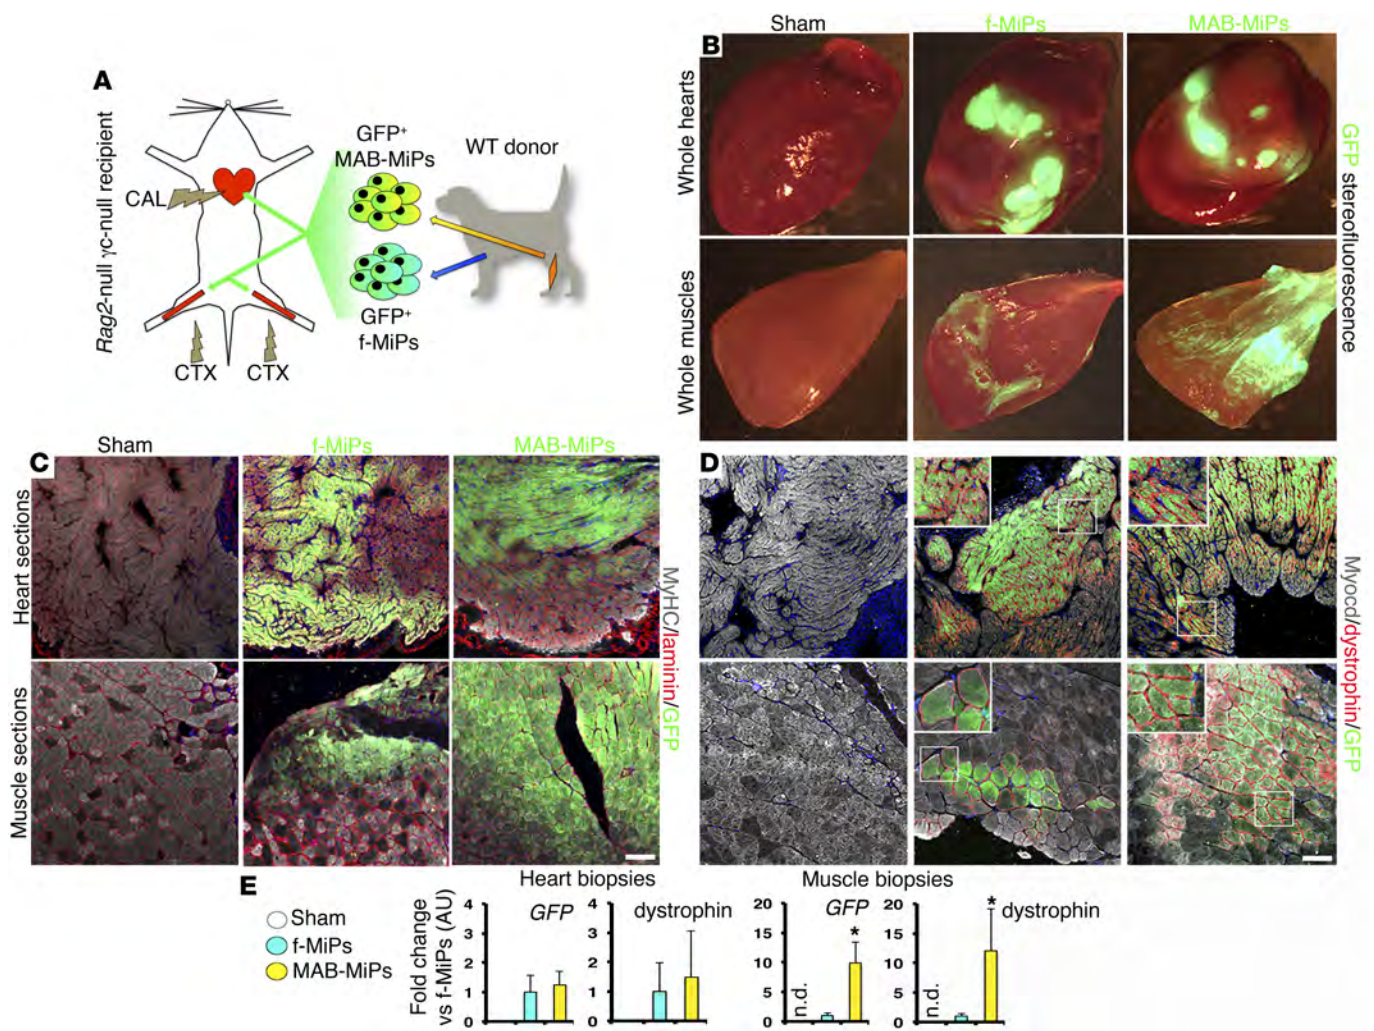 A
Rag2-null γc-null recipient
CAL
CTX
CTX
GFP+
MAB-MiPs
GFP+
f-MiPs
WT donor
B
Sham
f-MiPs
MAB-MiPs
Whole hearts
Whole muscles
GFP stereofluorescence
C
Sham
f-MiPs
MAB-MiPs
Heart sections
Muscle sections
MyHC/laminin/GFP
D
Myocd/dystrophin/GFP
E
Sham
f-MiPs
MAB-MiPs
Heart biopsies
Muscle biopsies
Fold change
vs f-MiPs (AU)
GFP
4
3
2
1
0
dystrophin
4
3
2
1
0
GFP
20
15
10
5
0
n.d.
*
dystrophin
20
15
10
5
0
n.d.
*